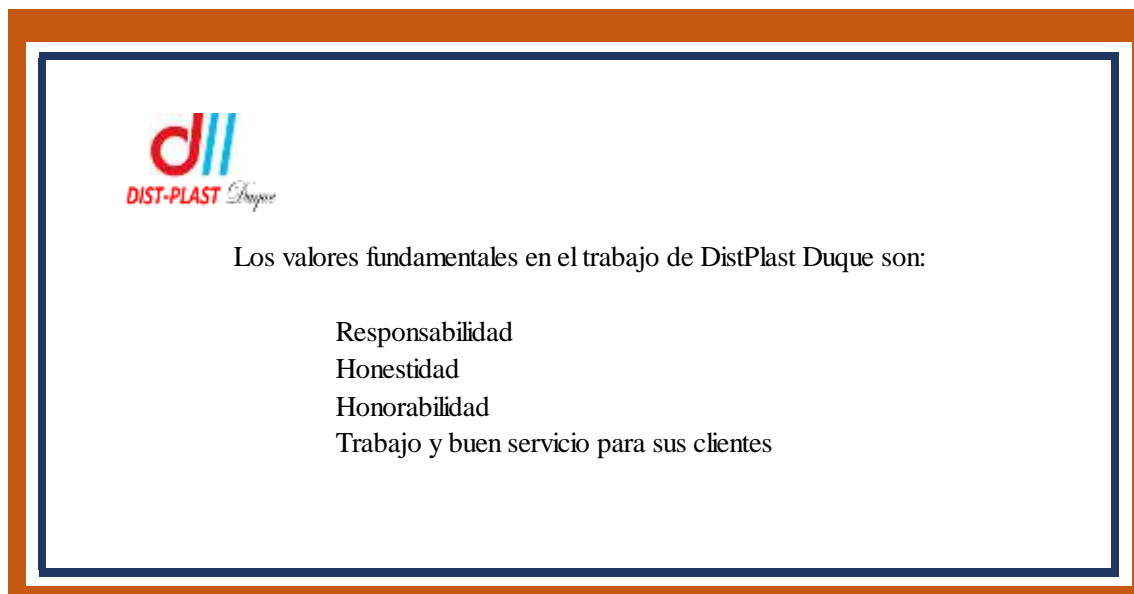 dll
DIST-PLAST Duque
Los valores fundamentales en el trabajo de DistPlast Duque son:
Responsabilidad
Honestidad
Honorabilidad
Trabajo y buen servicio para sus clientes